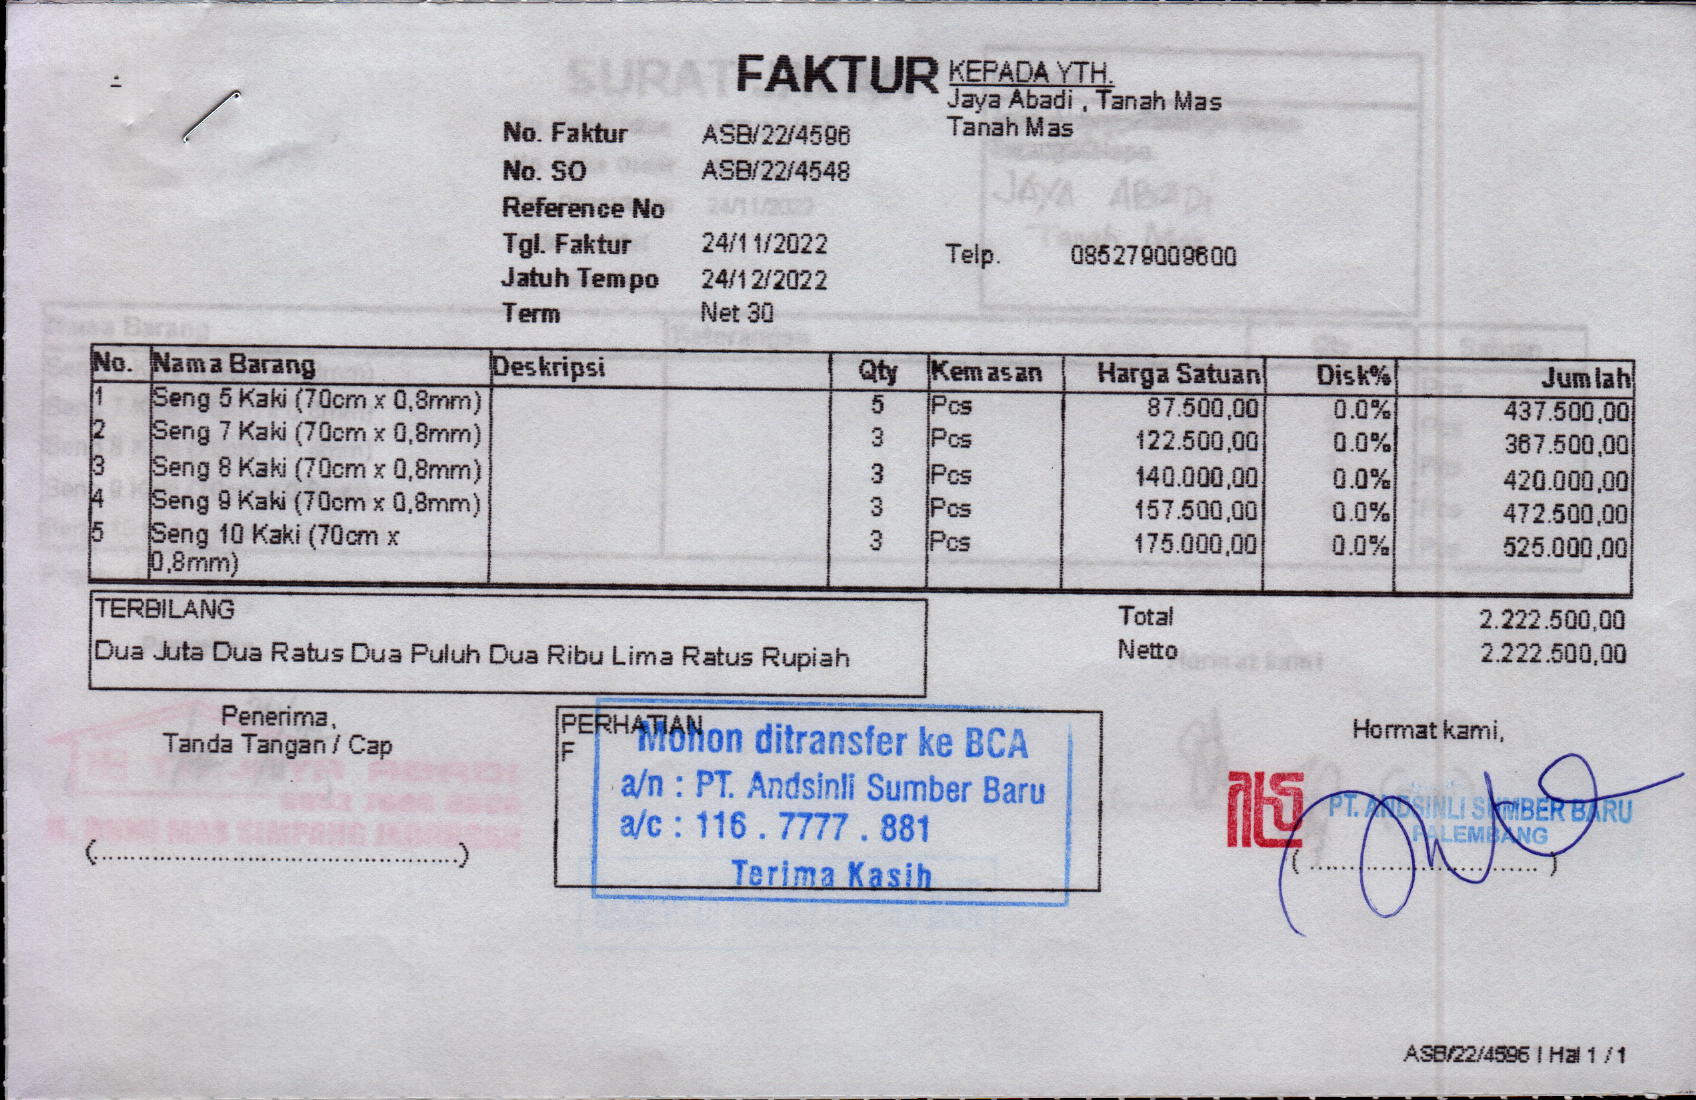 FAKTUR
KEPADA YTH.
Jaya Abadi , Tanah Mas
Tanah Mas
No. Faktur ASB/22/4596
No. SO ASB/22/4548
Reference No
Tgl. Faktur 24/11/2022
Jatuh Tempo 24/12/2022
Term Net 30
Telp. 085279009600
No. Nama Barang Deskripsi Qty Kemasan Harga Satuan Disk% Jumlah
1 Seng 5 Kaki (70cm x 0,8mm) 5 Pcs 87.500,00 0.0% 437.500,00
2 Seng 7 Kaki (70cm x 0,8mm) 3 Pcs 122.500,00 0.0% 367.500,00
3 Seng 8 Kaki (70cm x 0,8mm) 3 Pcs 140.000,00 0.0% 420.000,00
4 Seng 9 Kaki (70cm x 0,8mm) 3 Pcs 157.500,00 0.0% 472.500,00
5 Seng 10 Kaki (70cm x 3 Pcs 175.000,00 0.0% 525.000,00
0,8mm)
TERBILANG
Dua Juta Dua Ratus Dua Puluh Dua Ribu Lima Ratus Rupiah
Total 2.222.500,00
Netto 2.222.500,00
Penerima,
Tanda Tangan / Cap
(................................................)
PERHATIAN
F
Mohon ditransfer ke BCA
a/n : PT. Andsinli Sumber Baru
a/c : 116 . 7777 . 881
Terima Kasih
Hormat kami,
PT. ANDSINLI SUMBER BARU
PALEMBANG
( .............................. )
ASB/22/4596 | Hal 1 / 1